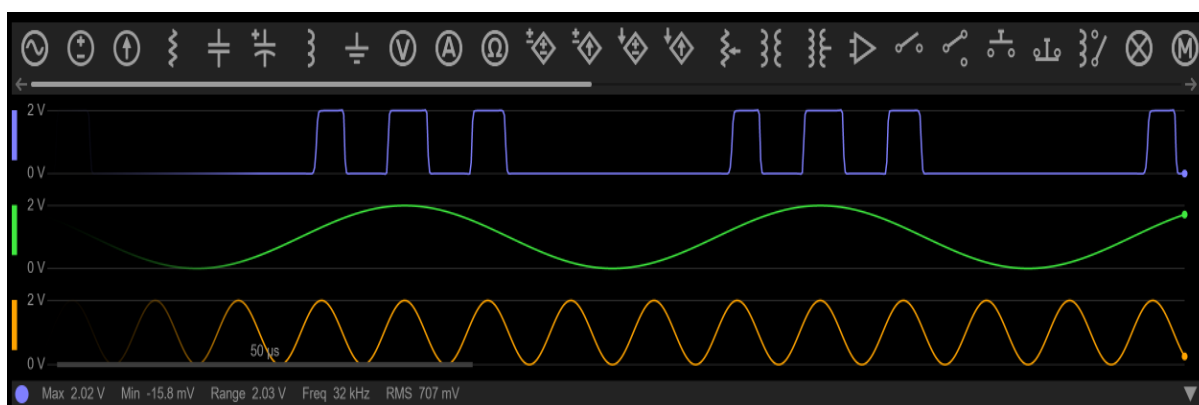 V A Ω M
2 V
0 V
2 V
0 V
2 V
50 µs
0 V
Max 2.02 V Min -15.8 mV Range 2.03 V Freq 32 kHz RMS 707 mV